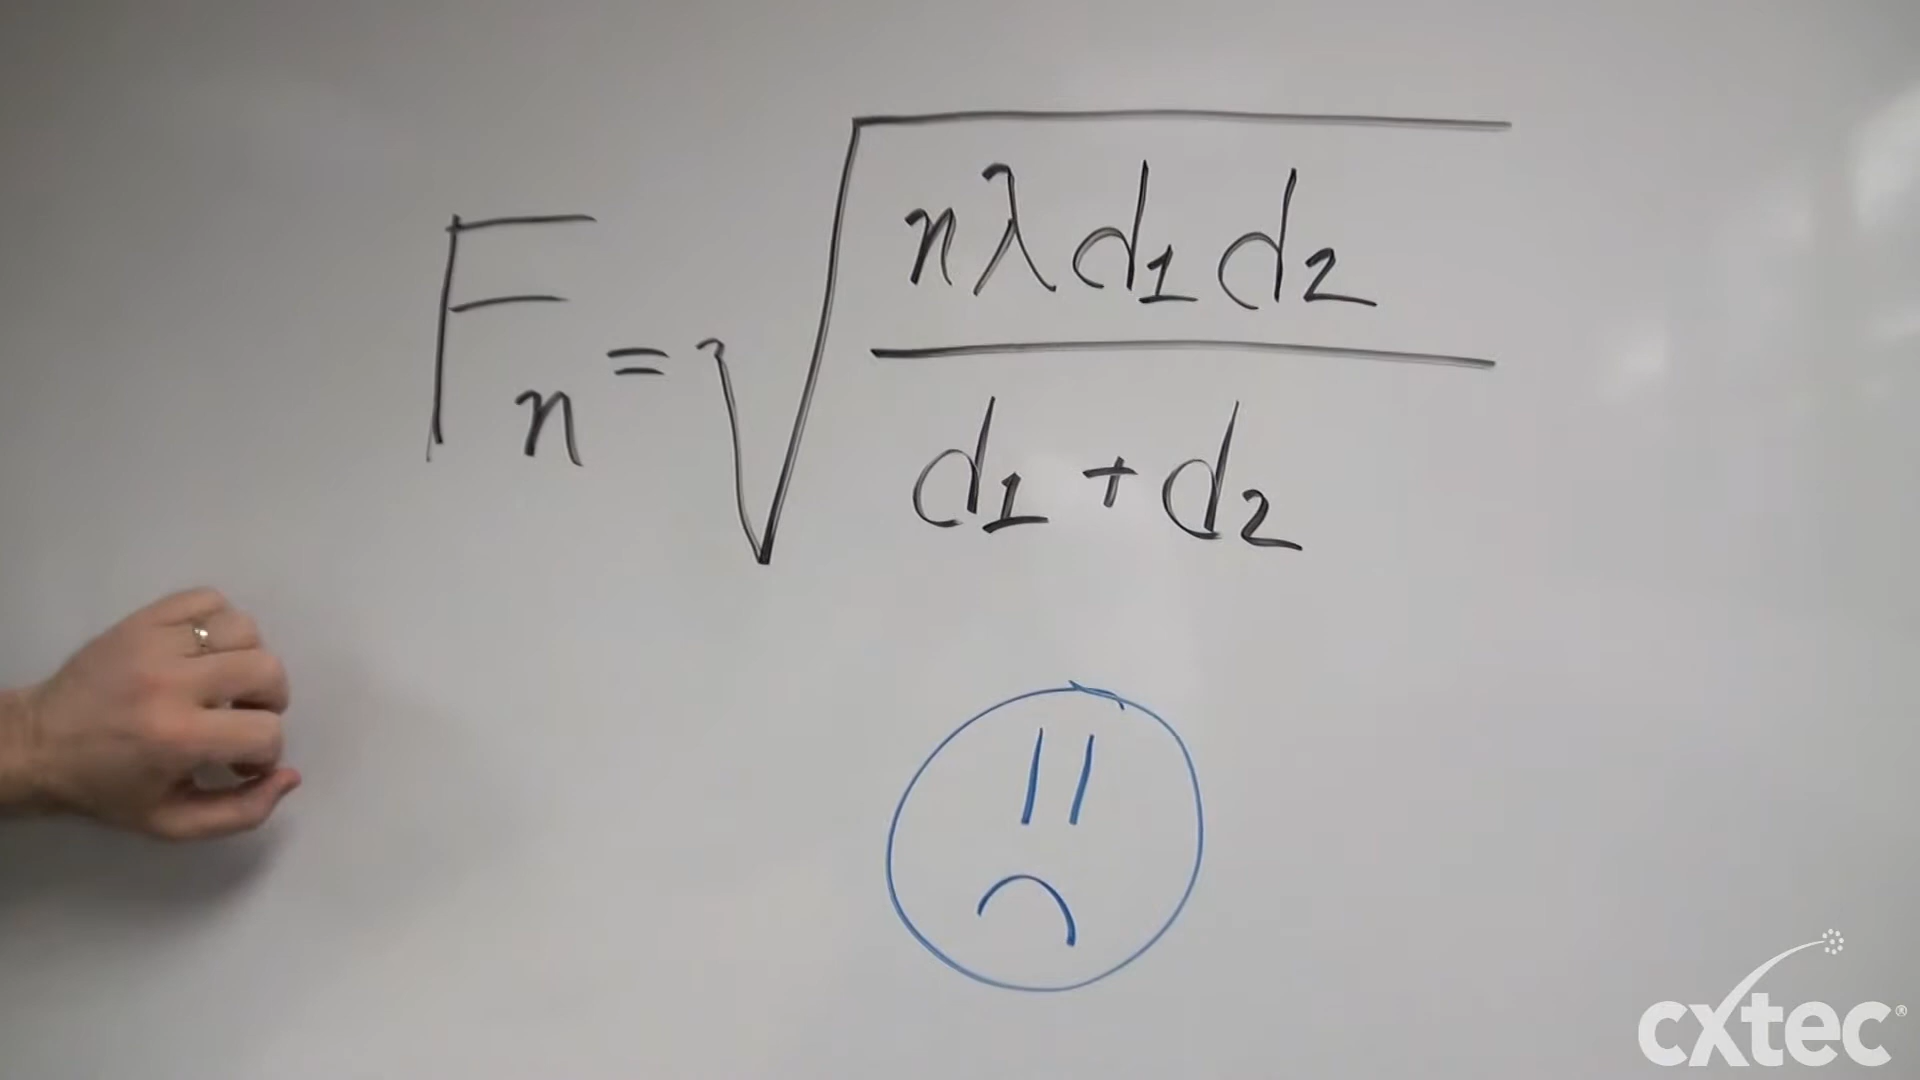 Fn = √
nλd1d2
d1 + d2
cxtec®